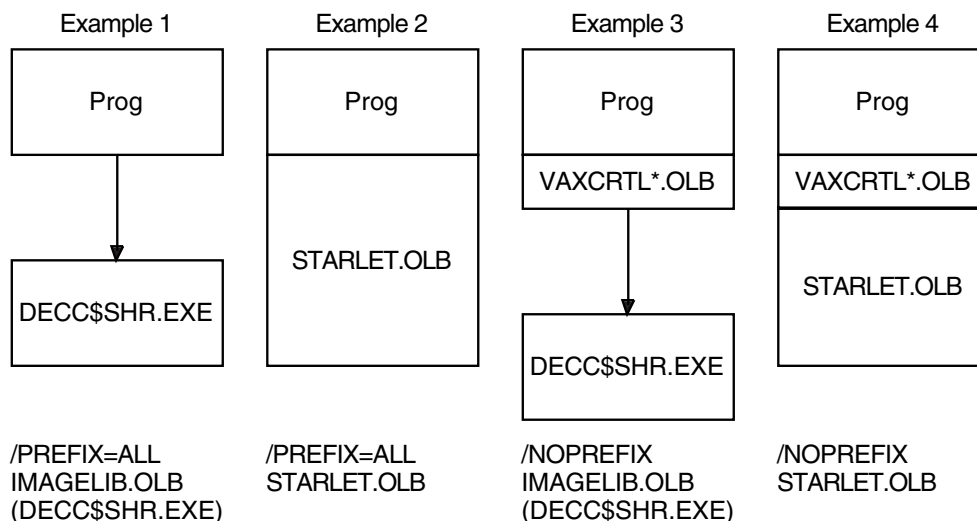 Example 1
Example 2
Example 3
Example 4
Prog
Prog
Prog
Prog
VAXCRTL*.OLB
VAXCRTL*.OLB
STARLET.OLB
STARLET.OLB
DECC$SHR.EXE
DECC$SHR.EXE
/PREFIX=ALL
IMAGELIB.OLB
(DECC$SHR.EXE)
/PREFIX=ALL
STARLET.OLB
/NOPREFIX
IMAGELIB.OLB
(DECC$SHR.EXE)
/NOPREFIX
STARLET.OLB